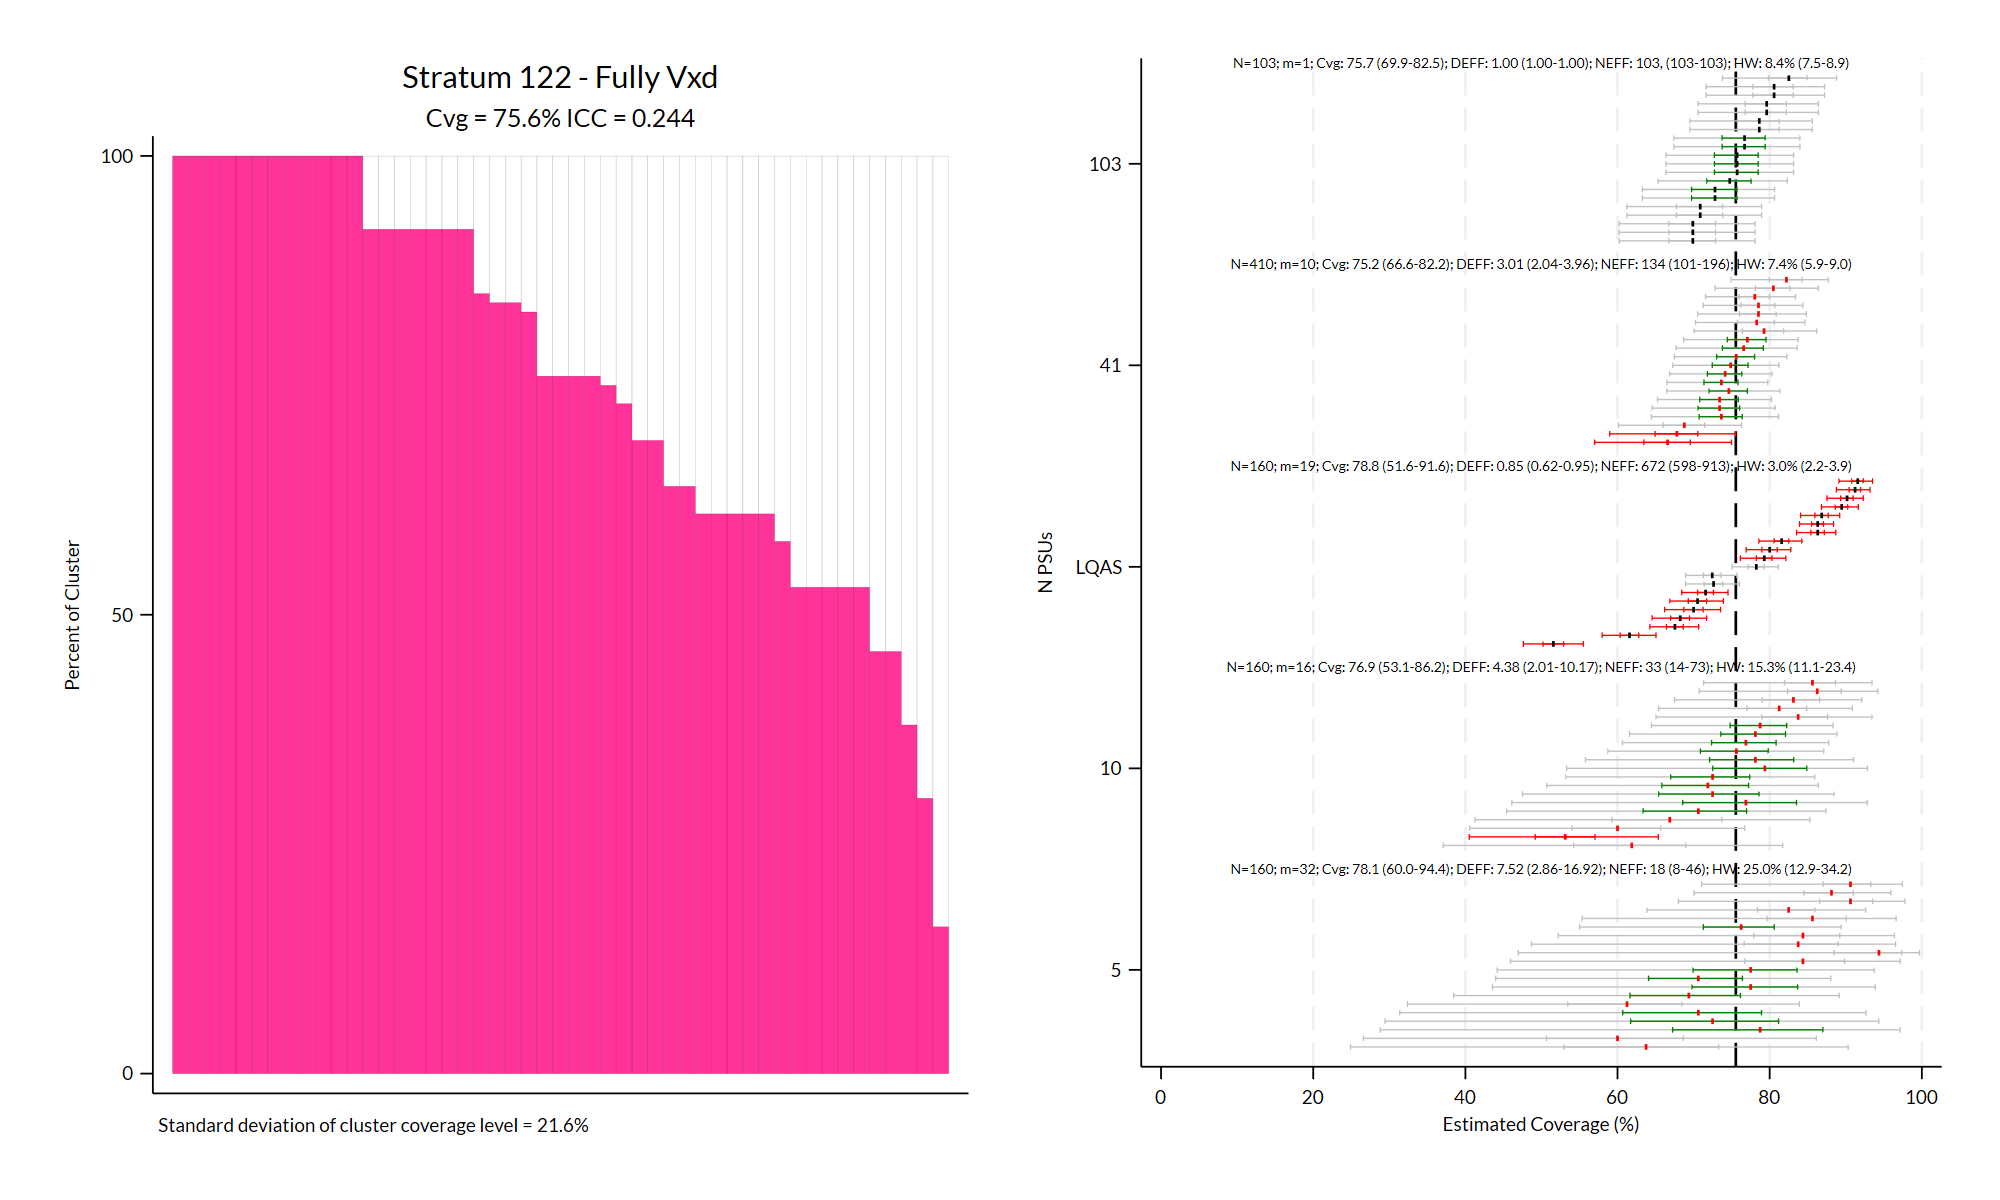 Stratum 122 - Fully Vxd
Cvg = 75.6% ICC = 0.244
100
50
0
Percent of Cluster
Standard deviation of cluster coverage level = 21.6%
N=103; m=1; Cvg: 75.7 (69.9-82.5); DEFF: 1.00 (1.00-1.00); NEFF: 103, (103-103); HW: 8.4% (7.5-8.9)
103
N=410; m=10; Cvg: 75.2 (66.6-82.2); DEFF: 3.01 (2.04-3.96); NEFF: 134 (101-196); HW: 7.4% (5.9-9.0)
41
N=160; m=19; Cvg: 78.8 (51.6-91.6); DEFF: 0.85 (0.62-0.95); NEFF: 672 (598-913); HW: 3.0% (2.2-3.9)
LQAS
N=160; m=16; Cvg: 76.9 (53.1-86.2); DEFF: 4.38 (2.01-10.17); NEFF: 33 (14-73); HW: 15.3% (11.1-23.4)
10
N=160; m=32; Cvg: 78.1 (60.0-94.4); DEFF: 7.52 (2.86-16.92); NEFF: 18 (8-46); HW: 25.0% (12.9-34.2)
5
N PSUs
0 20 40 60 80 100
Estimated Coverage (%)